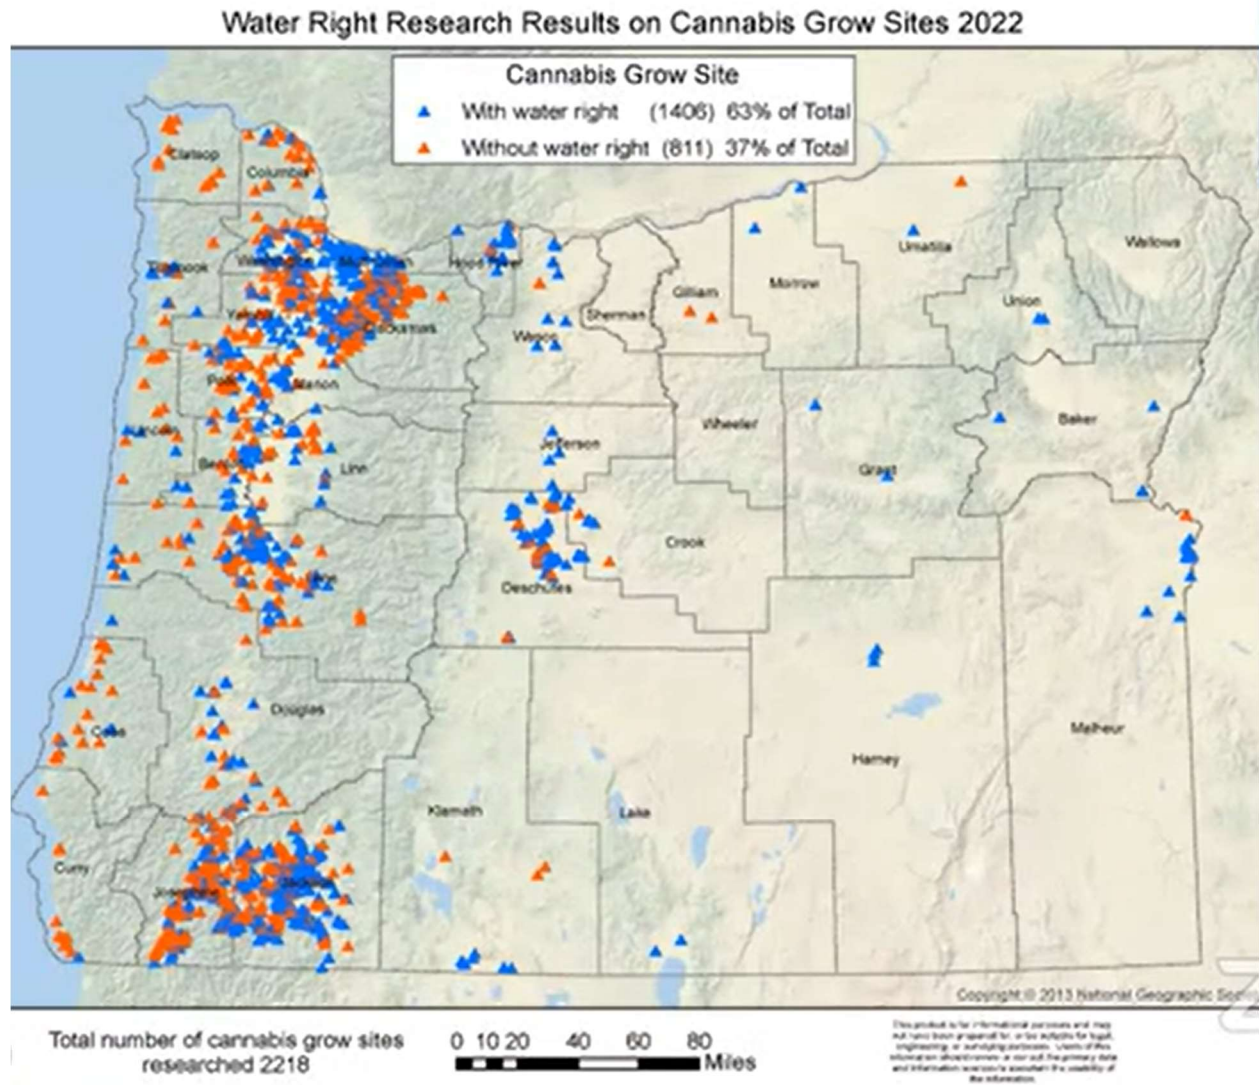 Water Right Research Results on Cannabis Grow Sites 2022
Cannabis Grow Site
With water right (1406) 63% of Total
Without water right (811) 37% of Total
Clatsop
Columbia
Tillamook
Hood River
Umatilla
Wallowa
Gilliam
Morrow
Union
Sherman
Clackamas
Wasco
Polk
Marion
Baker
Wheeler
Lincoln
Jefferson
Benton
Linn
Grant
Crook
Lane
Deschutes
Douglas
Coos
Malheur
Harney
Klamath
Lake
Curry
Josephine
Jackson
Copyright:© 2013 National Geographic
Total number of cannabis grow sites
researched 2218
0 10 20 40 60 80
Miles